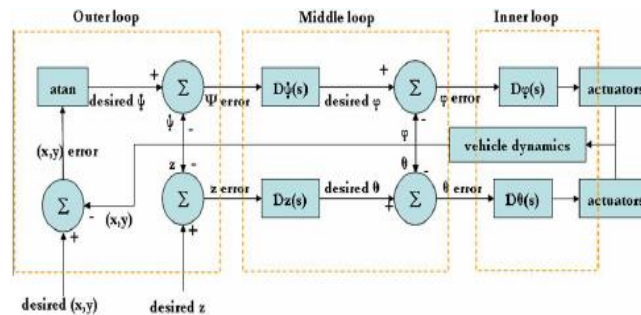 Outer loop
Middle loop
Inner loop
atan
+
Σ
Dψ̇(s)
+
Σ
Dφ(s)
actuators
desired ψ̇
Ψ error
desired φ
φ error
-
-
ψ̇
φ
(x,y) error
vehicle dynamics
z
-
θ
-
z error
desired θ
θ error
Σ
-
(x,y)
Σ
Dz(s)
Σ
Dθ(s)
actuators
+
+
+
desired (x,y)
desired z